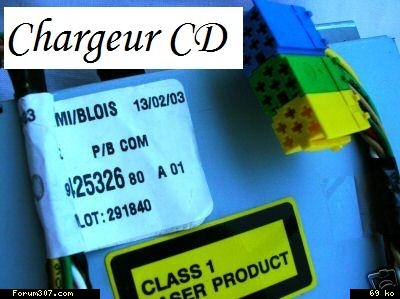 Chargeur CD
MI/BLOIS 13/02/03
P/B COM
25326 80 A 01
LOT: 291840
CLASS 1
LASER PRODUCT
Forum307.com
69 ko